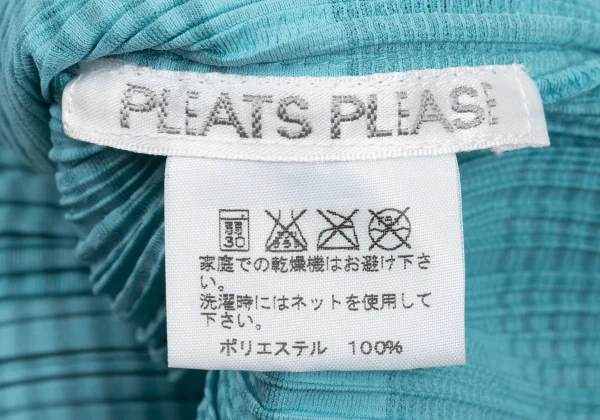 PLEATS PLEASE
弱
30
家庭での乾燥機はお避け下さ
い。
洗濯時にはネットを使用して
下さい。
ポリエステル 100%